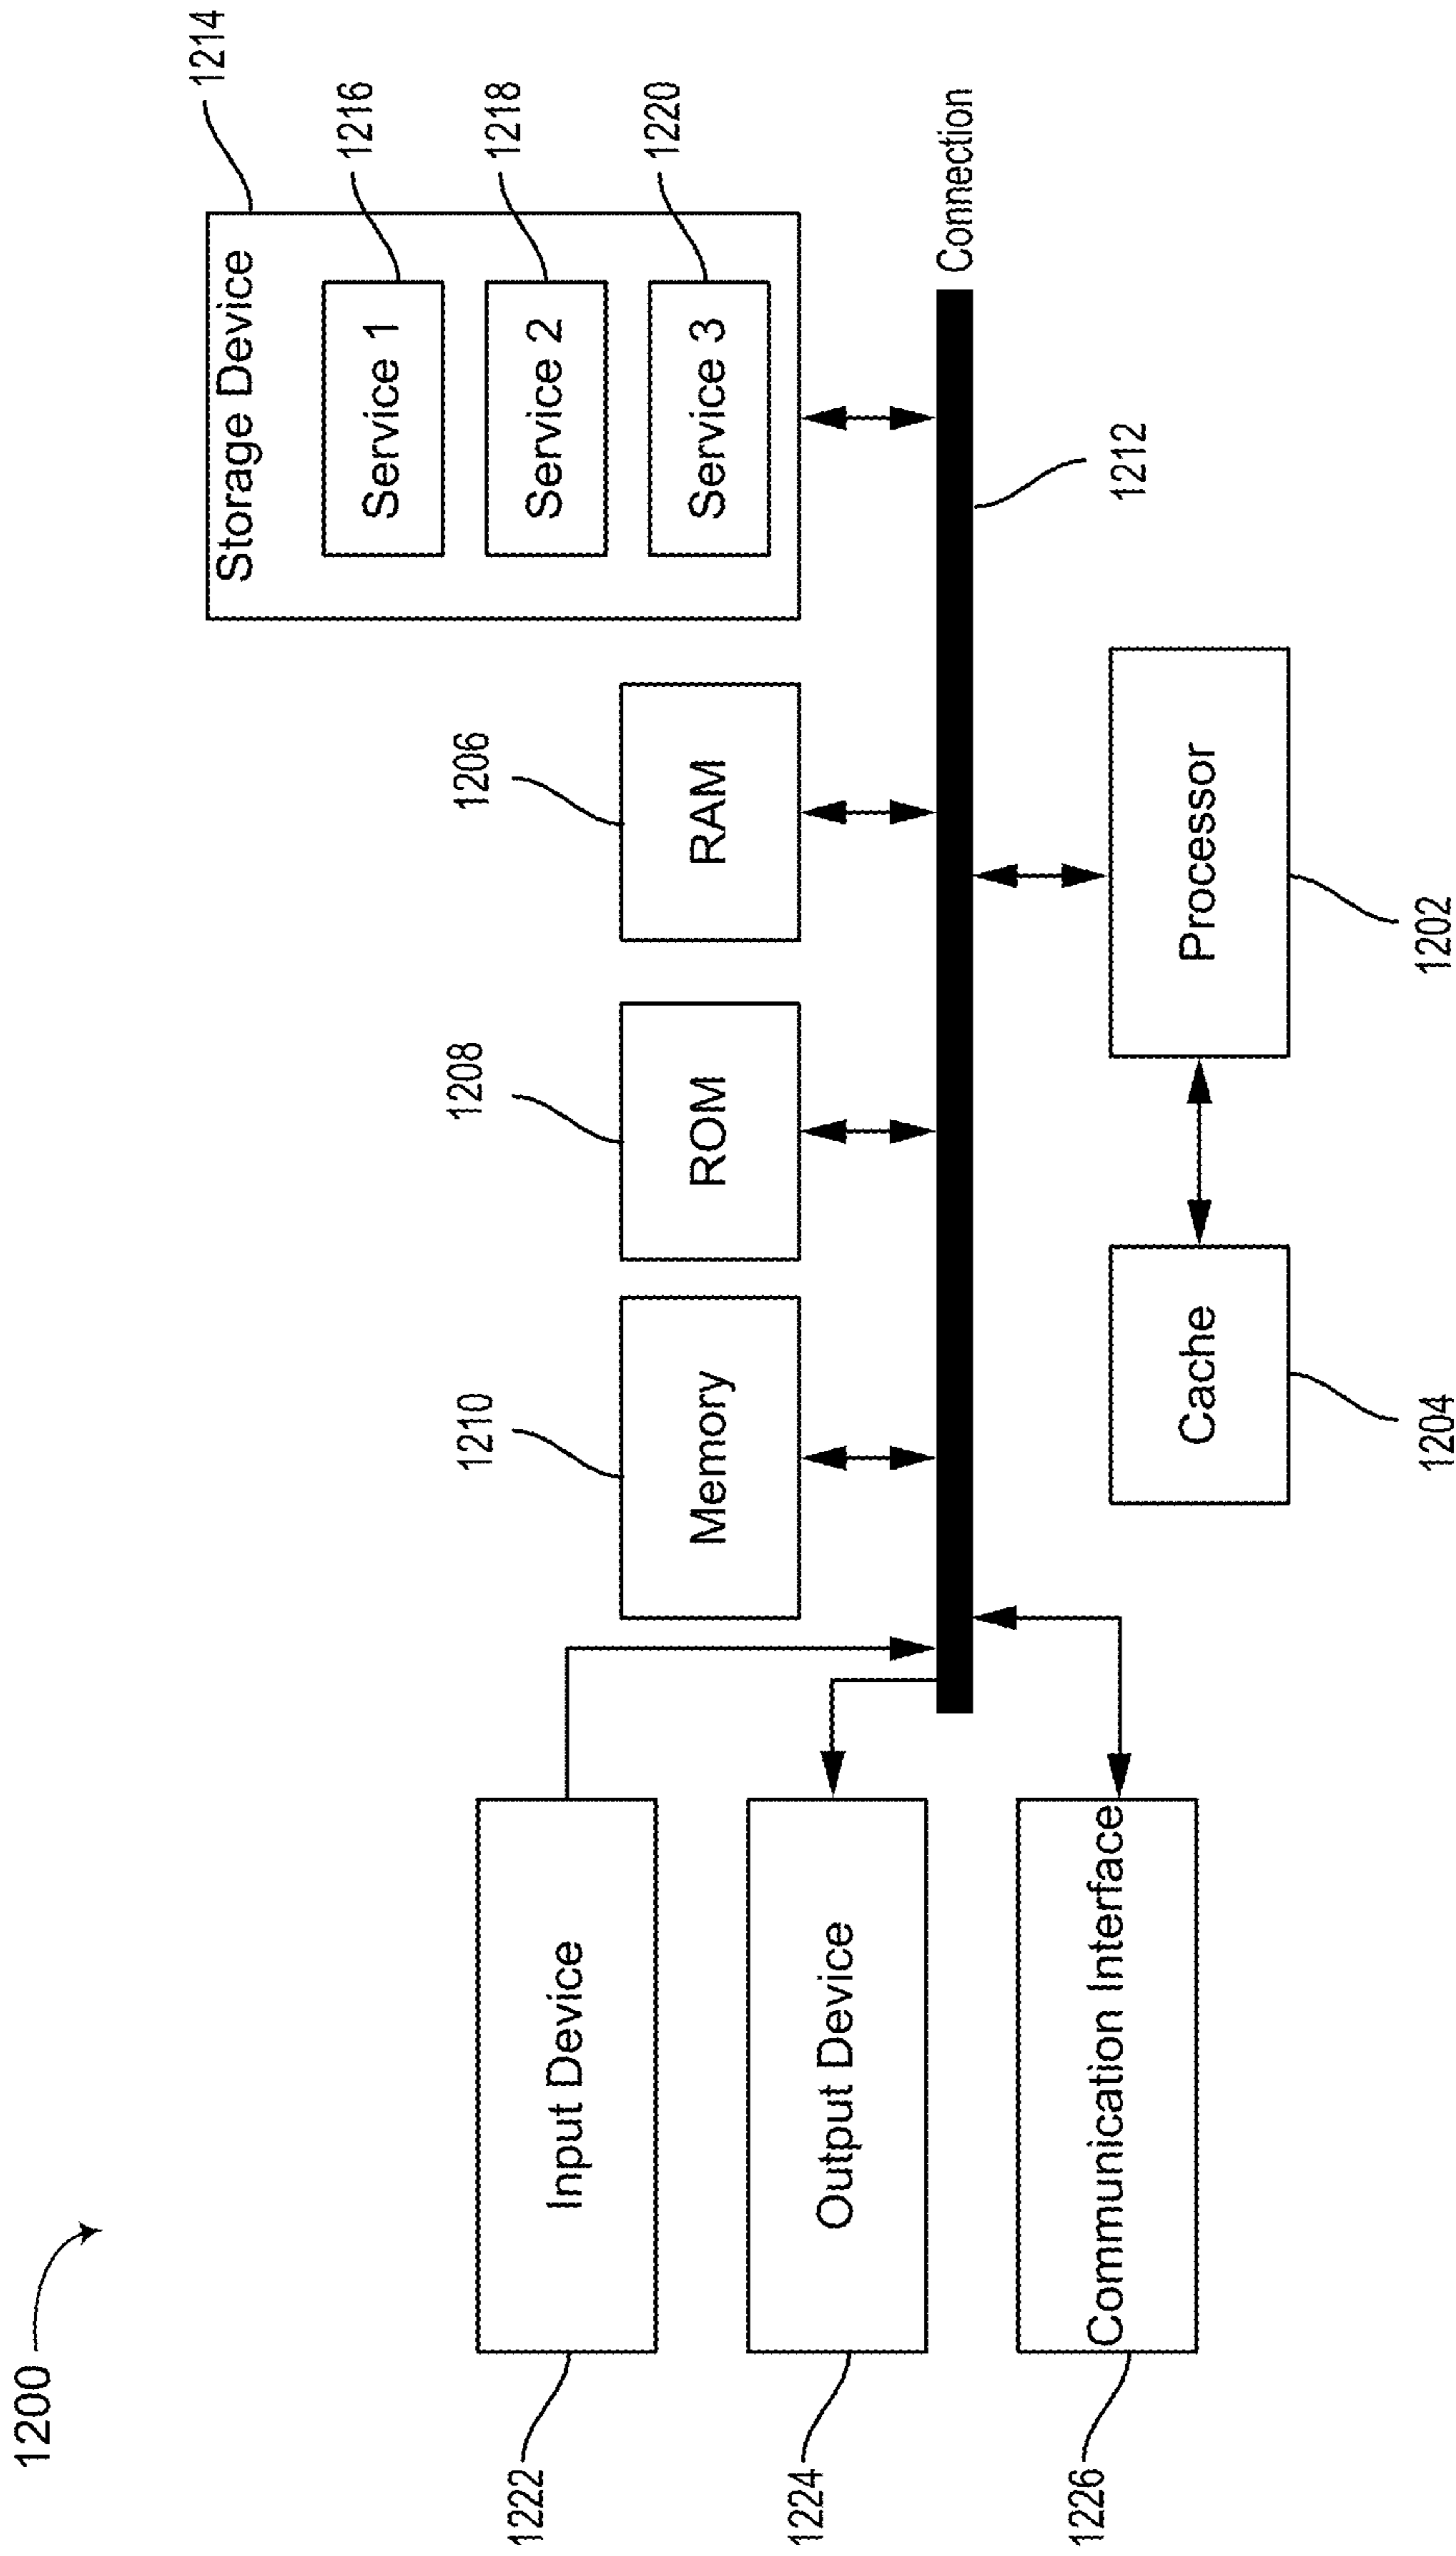 1200
1222
Input Device
1224
Output Device
1226
Communication Interface
1210
Memory
1208
ROM
1206
RAM
Storage Device
1214
Service 1
1216
Service 2
1218
Service 3
1220
Connection
1212
Cache
1204
Processor
1202